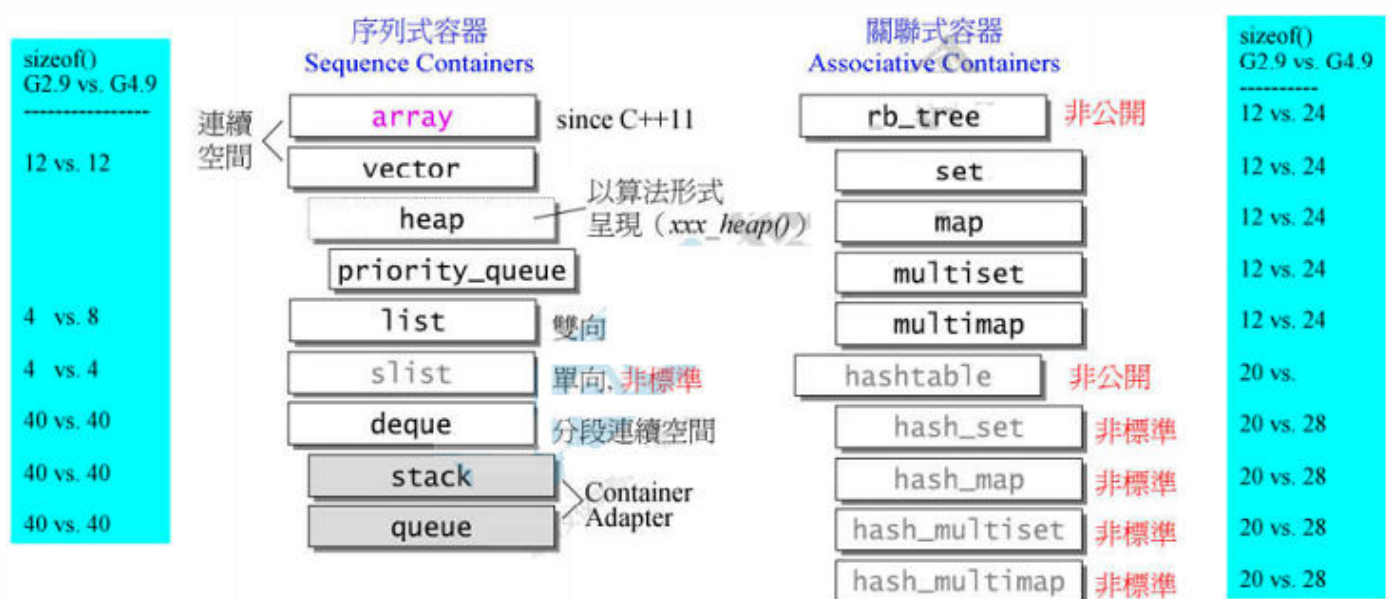 sizeof()
G2.9 vs. G4.9
----------------
12 vs. 12
4 vs. 8
4 vs. 4
40 vs. 40
40 vs. 40
40 vs. 40
序列式容器
Sequence Containers
連續
空間
array
since C++11
vector
heap
以算法形式
呈現（xxx_heap()）
priority_queue
list
雙向
slist
單向, 非標準
deque
分段連續空間
stack
queue
Container
Adapter
關聯式容器
Associative Containers
rb_tree
非公開
set
map
multiset
multimap
hashtable
非公開
hash_set
非標準
hash_map
非標準
hash_multiset
非標準
hash_multimap
非標準
sizeof()
G2.9 vs. G4.9
----------
12 vs. 24
12 vs. 24
12 vs. 24
12 vs. 24
12 vs. 24
20 vs.
20 vs. 28
20 vs. 28
20 vs. 28
20 vs. 28